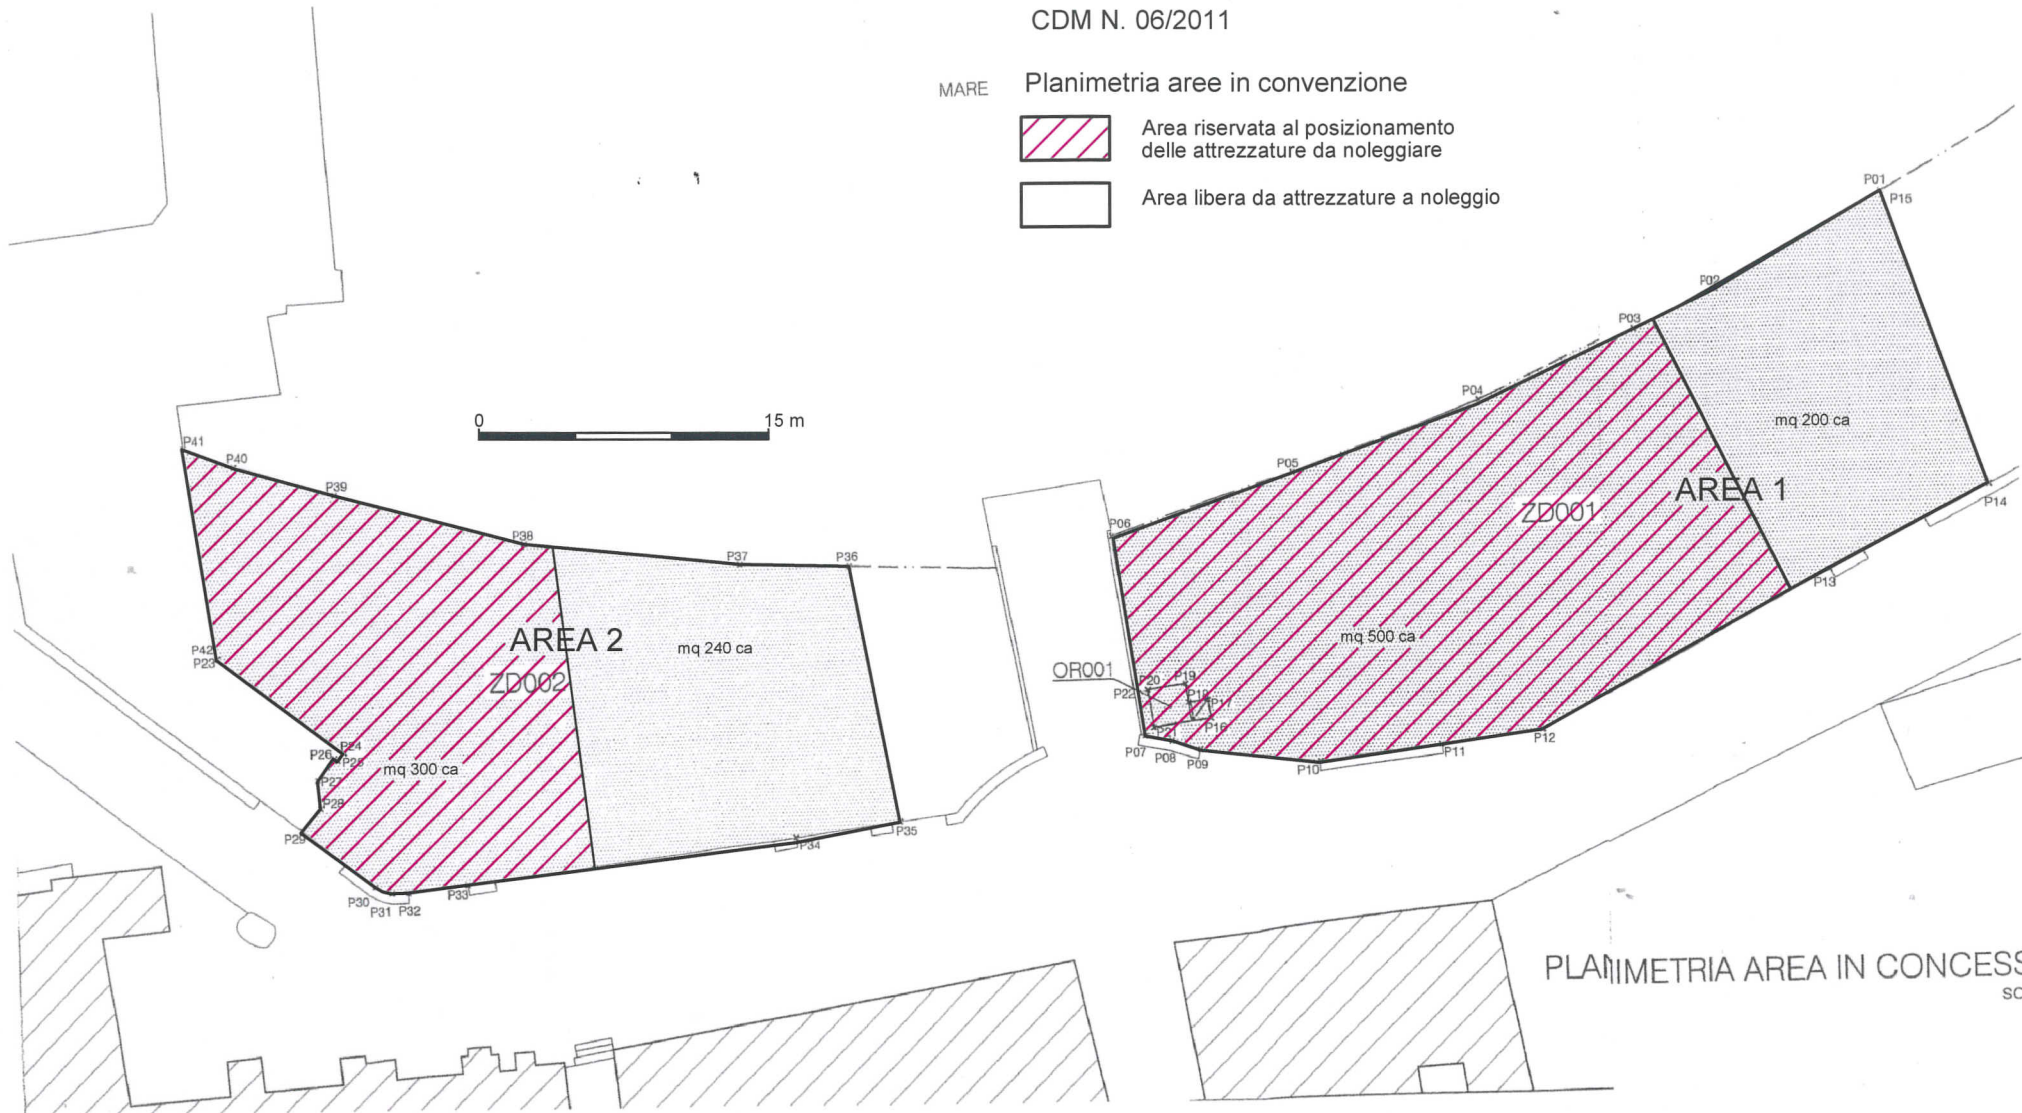 CDM N. 06/2011
MARE
Planimetria aree in convenzione
Area riservata al posizionamento
delle attrezzature da noleggiare
Area libera da attrezzature a noleggio
P01
P15
P02
P03
P04
P05
P06
mq 200 ca
AREA 1
ZD001
P14
P13
mq 500 ca
OR001
P22
P20
P19
P18
P17
P16
P21
P07
P08
P09
P10
P11
P12
0
15 m
P41
P40
P39
P38
P37
P36
AREA 2
mq 240 ca
ZD002
P42
P23
P24
P25
P26
mq 300 ca
P27
P28
P29
P30
P31
P32
P33
P34
P35
PLANIMETRIA AREA IN CONCESS
SC